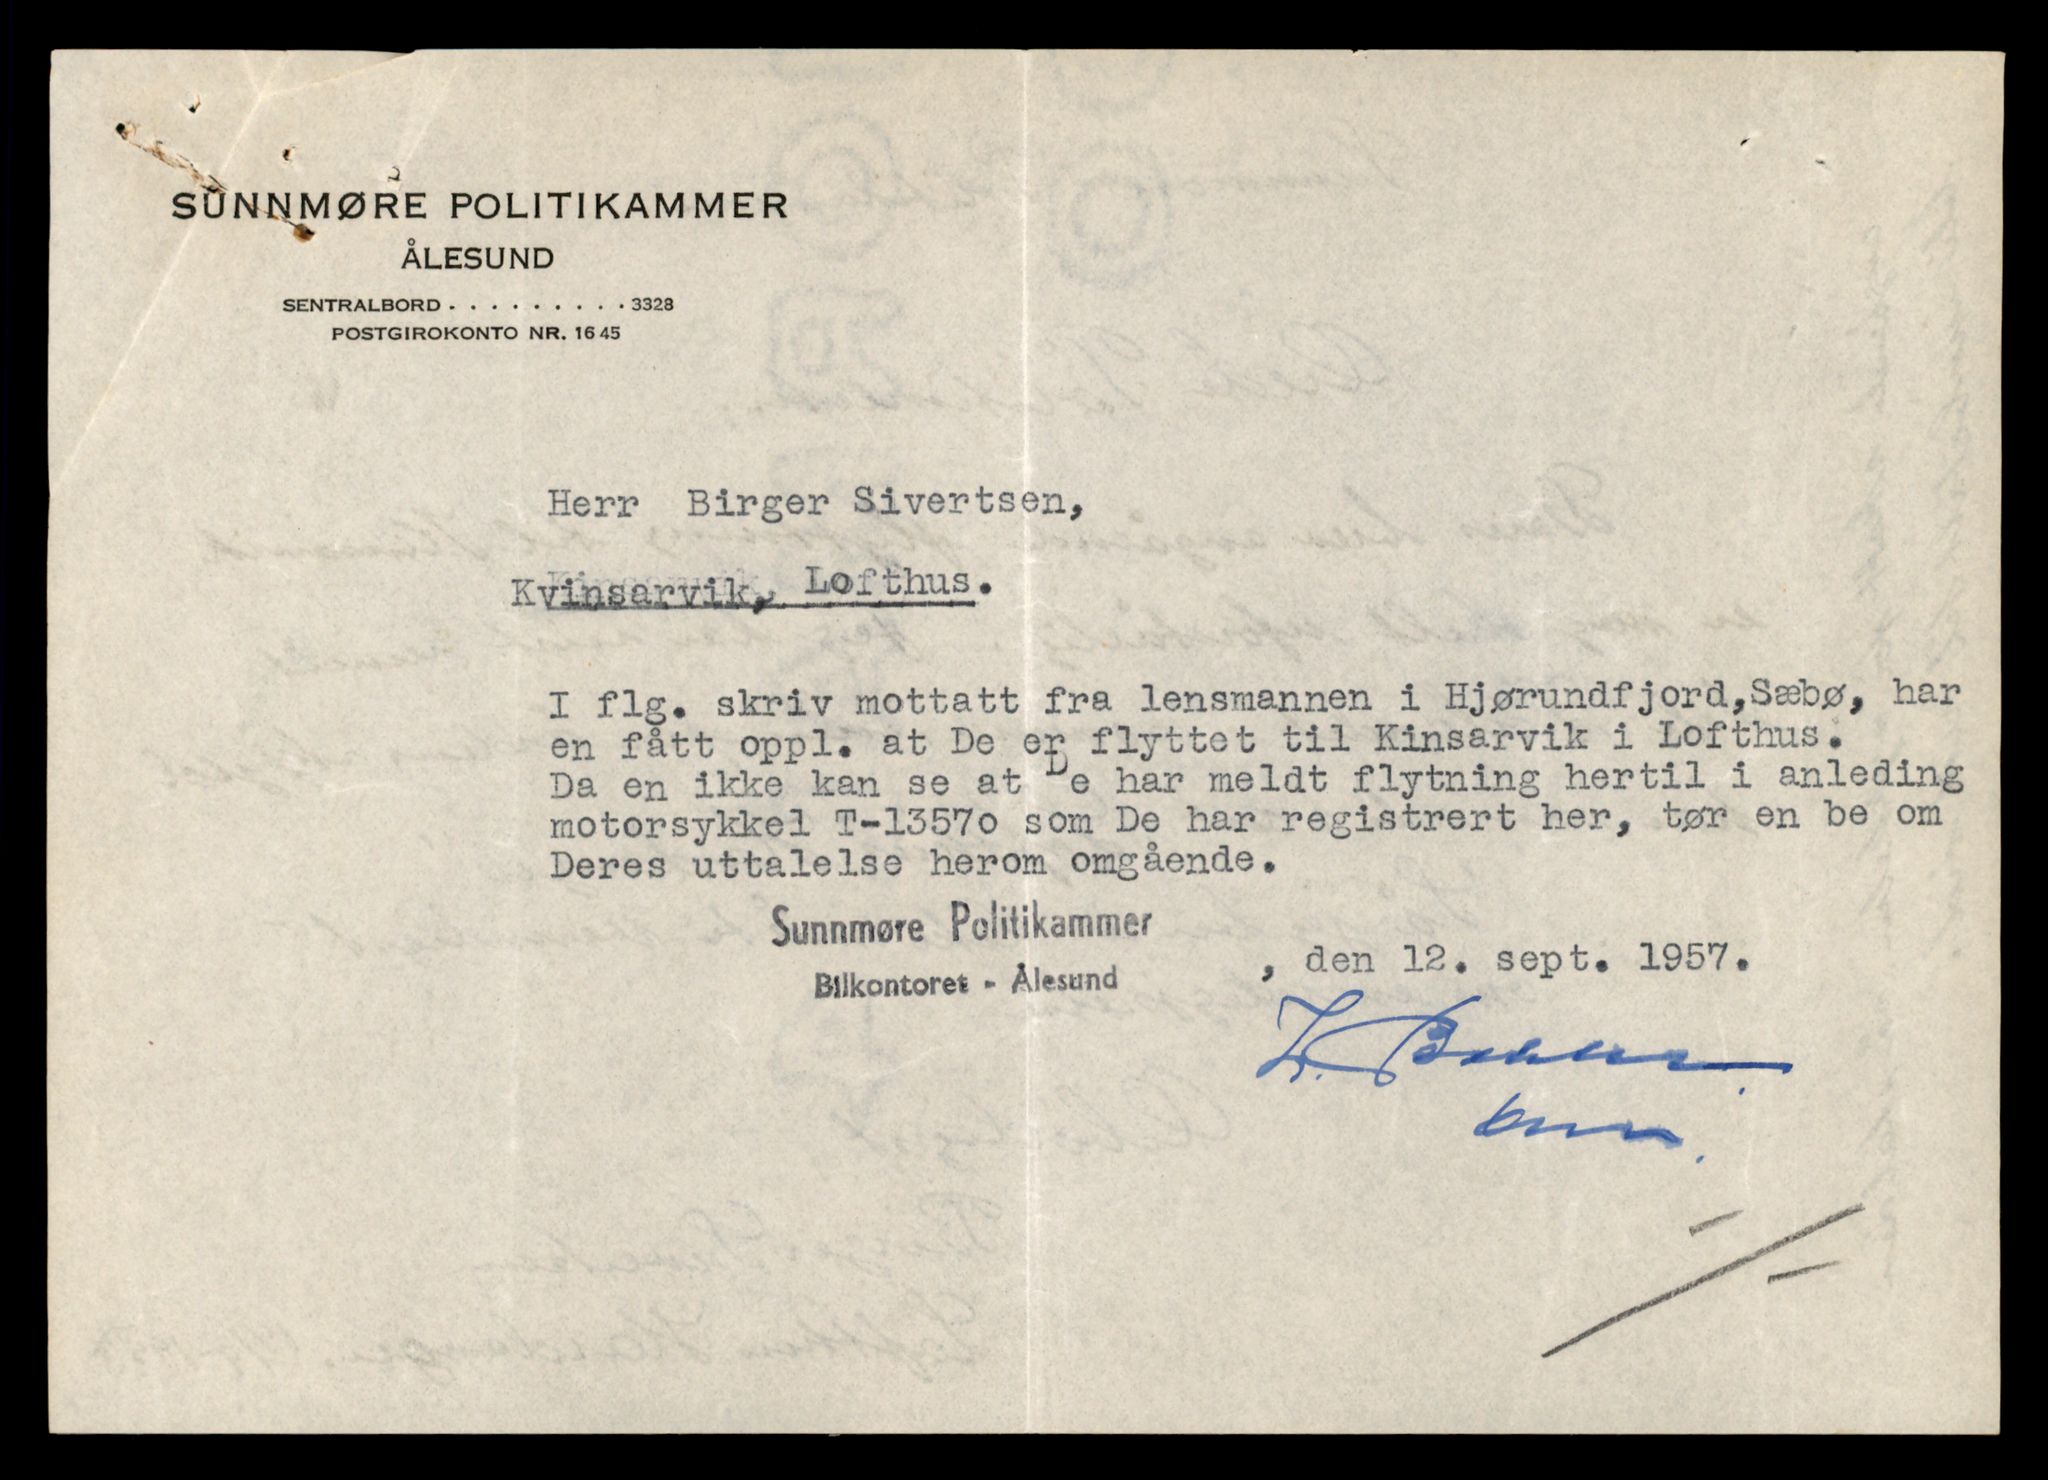 SUNNMØRE POLITIKAMMER
ÅLESUND
SENTRALBORD . . . . . . . . . 3328
POSTGIROKONTO NR. 1645
Herr Birger Sivertsen,
Kvinsarvik, Lofthus.
I flg. skriv mottatt fra lensmannen i Hjørundfjord,Sæbø, har
en fått oppl. at De er flyttet til Kinsarvik i Lofthus.
Da en ikke kan se at De har meldt flytning hertil i anleding
motorsykkel T-1357o som De har registrert her, tør en be om
Deres uttalelse herom omgående.
Sunnmøre Politikammer
Bilkontoret - Ålesund
, den 12. sept. 1957.